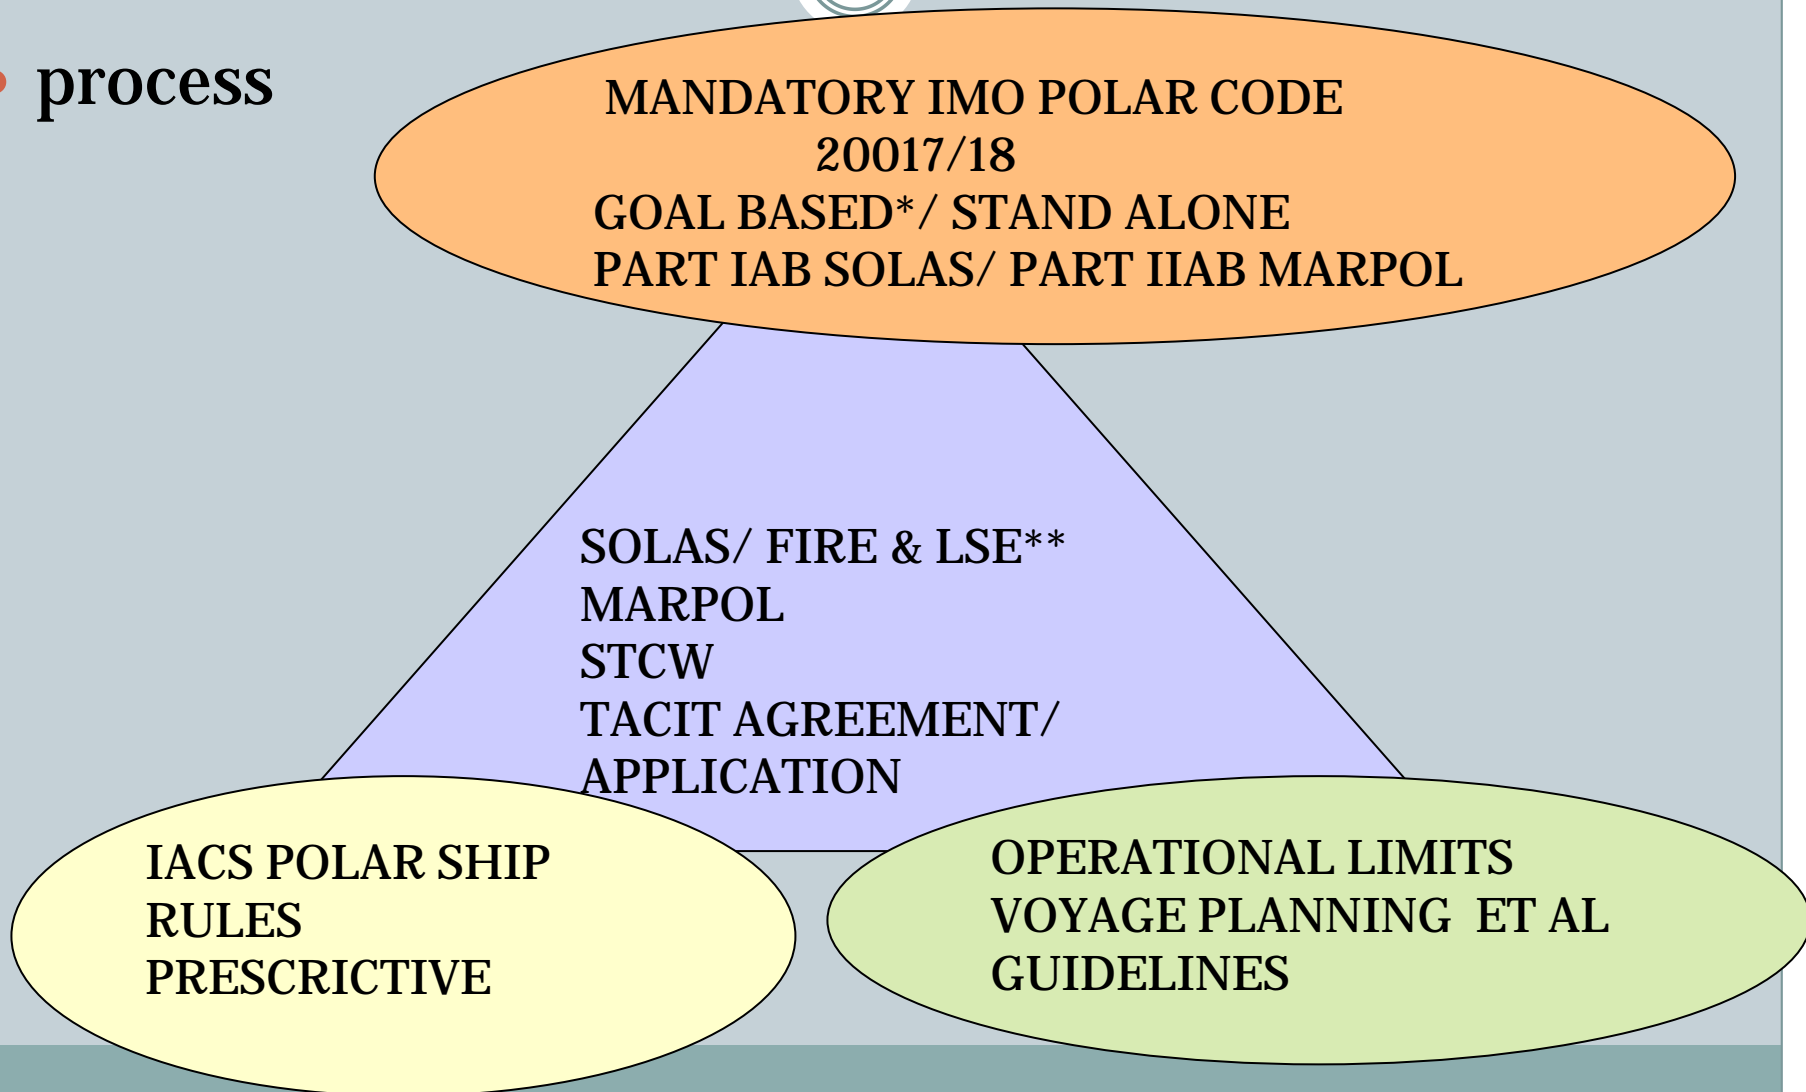 process
MANDATORY IMO POLAR CODE
20017/18
GOAL BASED*/ STAND ALONE
PART IAB SOLAS/ PART IIAB MARPOL
SOLAS/ FIRE & LSE**
MARPOL
STCW
TACIT AGREEMENT/
APPLICATION
IACS POLAR SHIP
RULES
PRESCRICTIVE
OPERATIONAL LIMITS
VOYAGE PLANNING ET AL
GUIDELINES